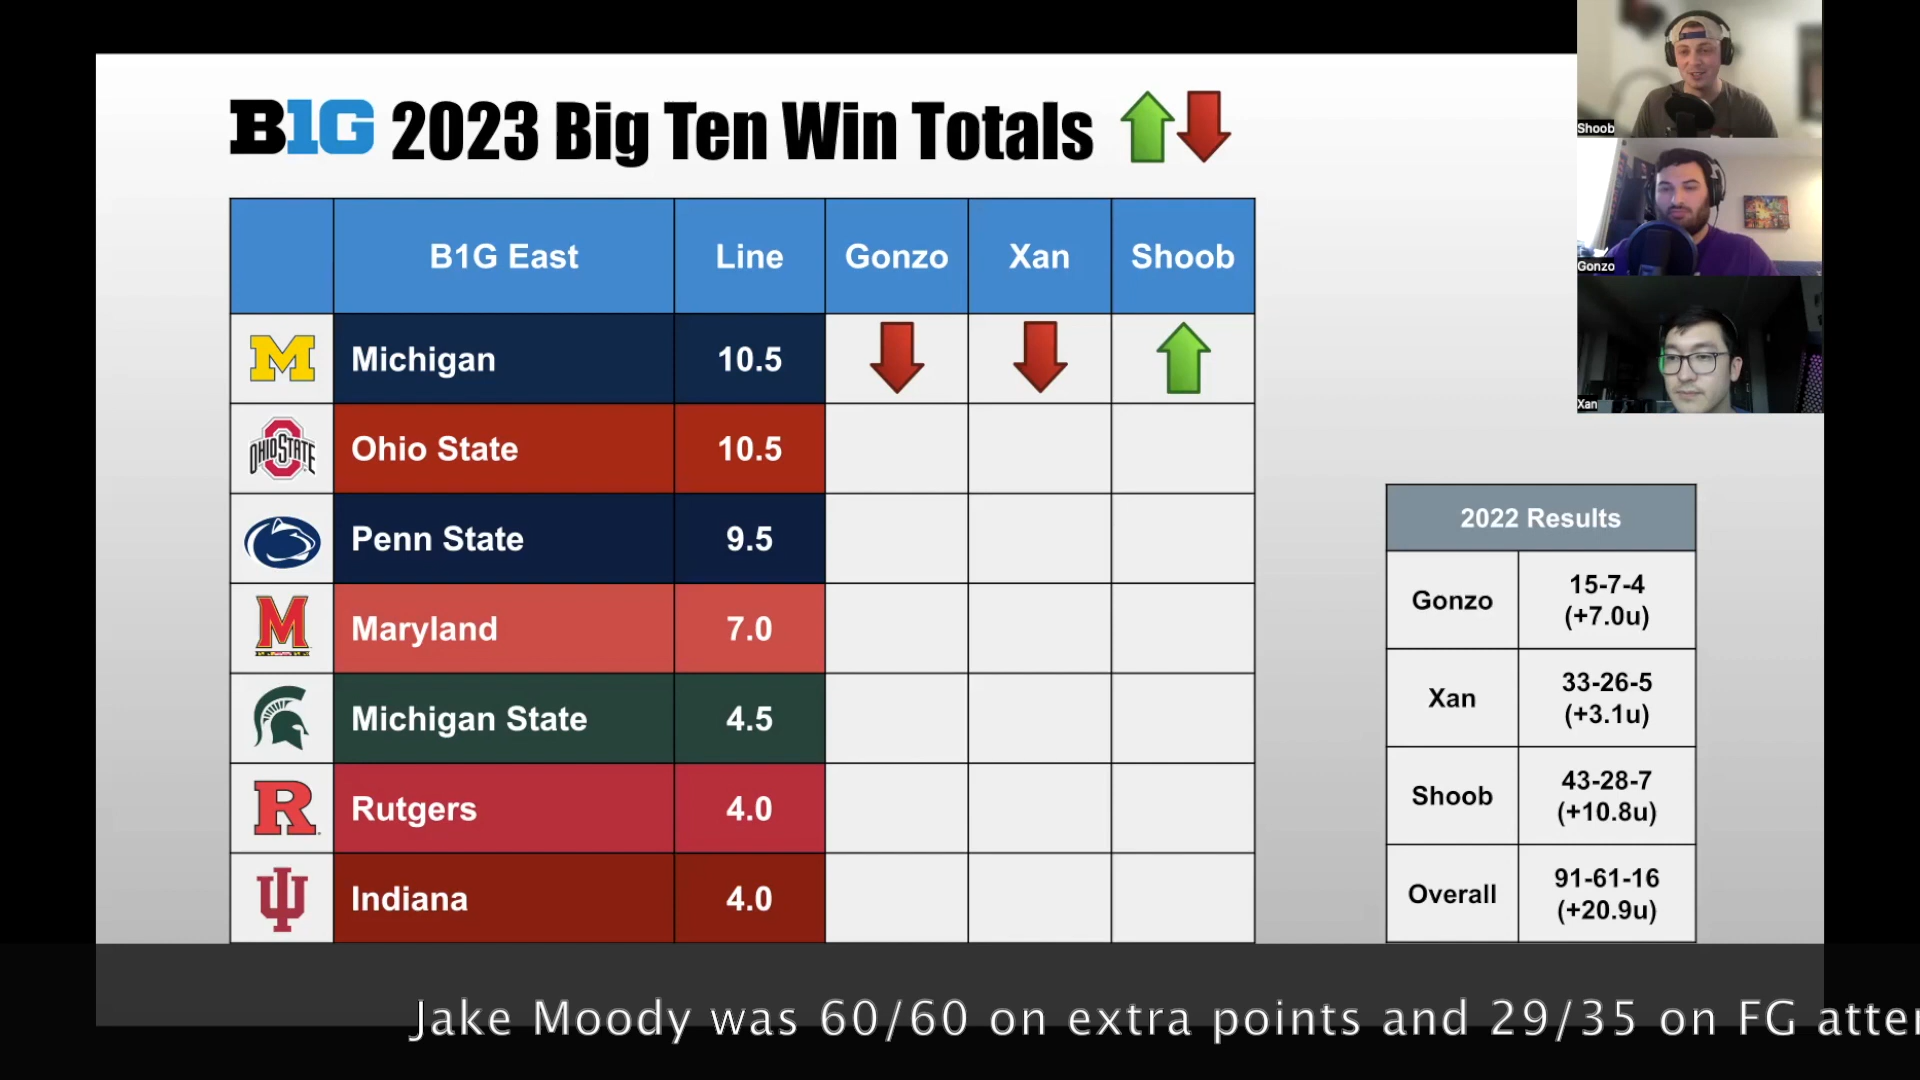 B1G 2023 Big Ten Win Totals
B1G East Line Gonzo Xan Shoob
M Michigan 10.5
OHIO STATE Ohio State 10.5
Penn State 9.5
M Maryland 7.0
Michigan State 4.5
R Rutgers 4.0
Indiana 4.0
Shoob
Gonzo
Xan
2022 Results
Gonzo 15-7-4
(+7.0u)
Xan 33-26-5
(+3.1u)
Shoob 43-28-7
(+10.8u)
Overall 91-61-16
(+20.9u)
Jake Moody was 60/60 on extra points and 29/35 on FG atte